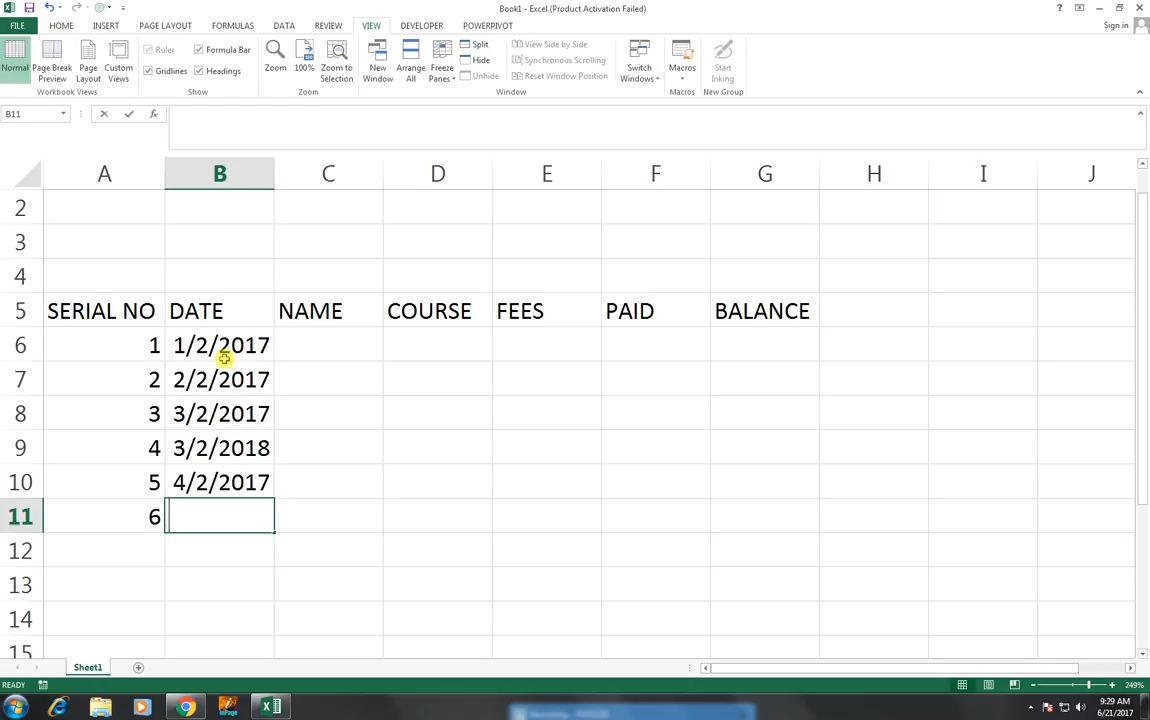 Book1 - Excel (Product Activation Failed)
FILE HOME INSERT PAGE LAYOUT FORMULAS DATA REVIEW VIEW DEVELOPER POWERPIVOT Sign in
Normal Page Break Preview Page Layout Custom Views
Workbook Views
Ruler Formula Bar
Gridlines Headings
Show
Zoom 100% Zoom to Selection
Zoom
New Window Arrange All Freeze Panes
Split
Hide
Unhide
View Side by Side
Synchronous Scrolling
Reset Window Position
Switch Windows
Window
Macros
Macros
Start Inking
New Group
B11 fx
A B C D E F G H I J
2
3
4
5 SERIAL NO DATE NAME COURSE FEES PAID BALANCE
6 1 1/2/2017
7 2 2/2/2017
8 3 3/2/2017
9 4 3/2/2018
10 5 4/2/2017
11 6
12
13
14
15
Sheet1
READY 249%
9:29 AM
6/21/2017